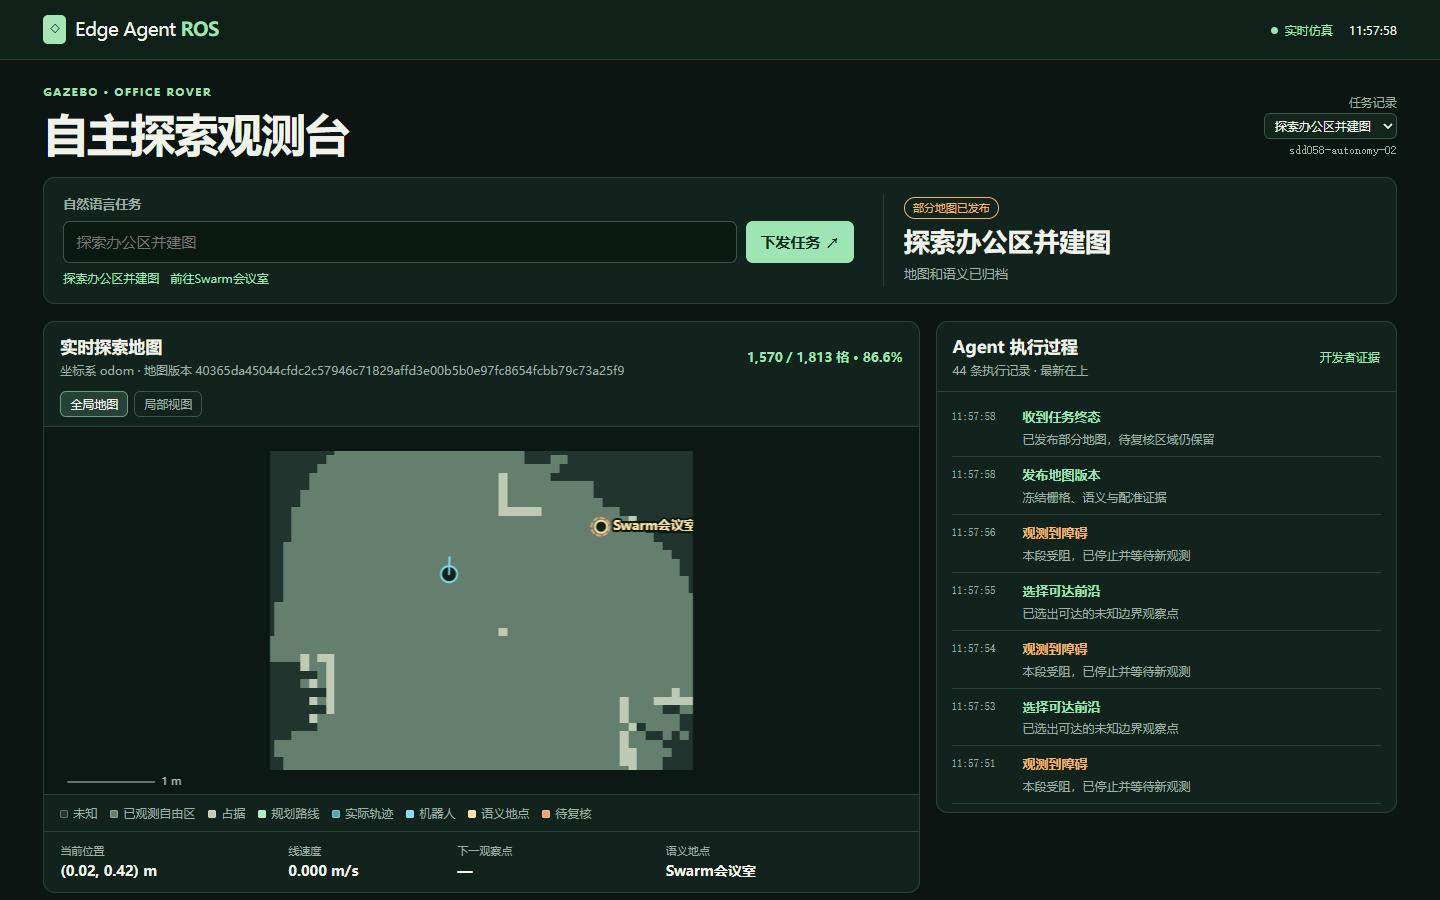 Edge Agent ROS
实时仿真 11:57:58
GAZEBO • OFFICE ROVER
自主探索观测台
任务记录
探索办公区并建图
sdd058-autonomy-02
自然语言任务
探索办公区并建图
下发任务 ↗
探索办公区并建图 前往Swarm会议室
部分地图已发布
探索办公区并建图
地图和语义已归档
实时探索地图
坐标系 odom · 地图版本 40365da45044cfdc2c57946c71829affd3e00b5b0e97fc8654fcbb79c73a25f9
1,570 / 1,813 格 • 86.6%
全局地图 局部视图
Swarm会议室
1 m
未知 已观测自由区 占据 规划路线 实际轨迹 机器人 语义地点 待复核
当前位置 线速度 下一观察点 语义地点
(0.02, 0.42) m 0.000 m/s — Swarm会议室
Agent 执行过程
44 条执行记录 · 最新在上
开发者证据
11:57:58 收到任务终态
已发布部分地图，待复核区域仍保留
11:57:58 发布地图版本
冻结栅格、语义与配准证据
11:57:56 观测到障碍
本段受阻，已停止并等待新观测
11:57:55 选择可达前沿
已选出可达的未知边界观察点
11:57:54 观测到障碍
本段受阻，已停止并等待新观测
11:57:53 选择可达前沿
已选出可达的未知边界观察点
11:57:51 观测到障碍
本段受阻，已停止并等待新观测